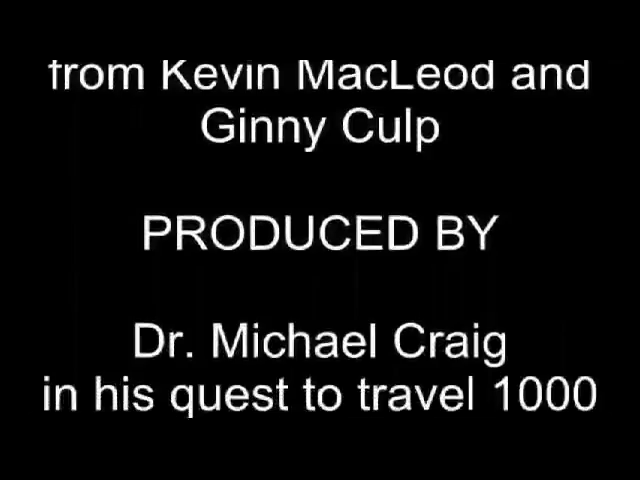 from Kevin MacLeod and
Ginny Culp
PRODUCED BY
Dr. Michael Craig
in his quest to travel 1000